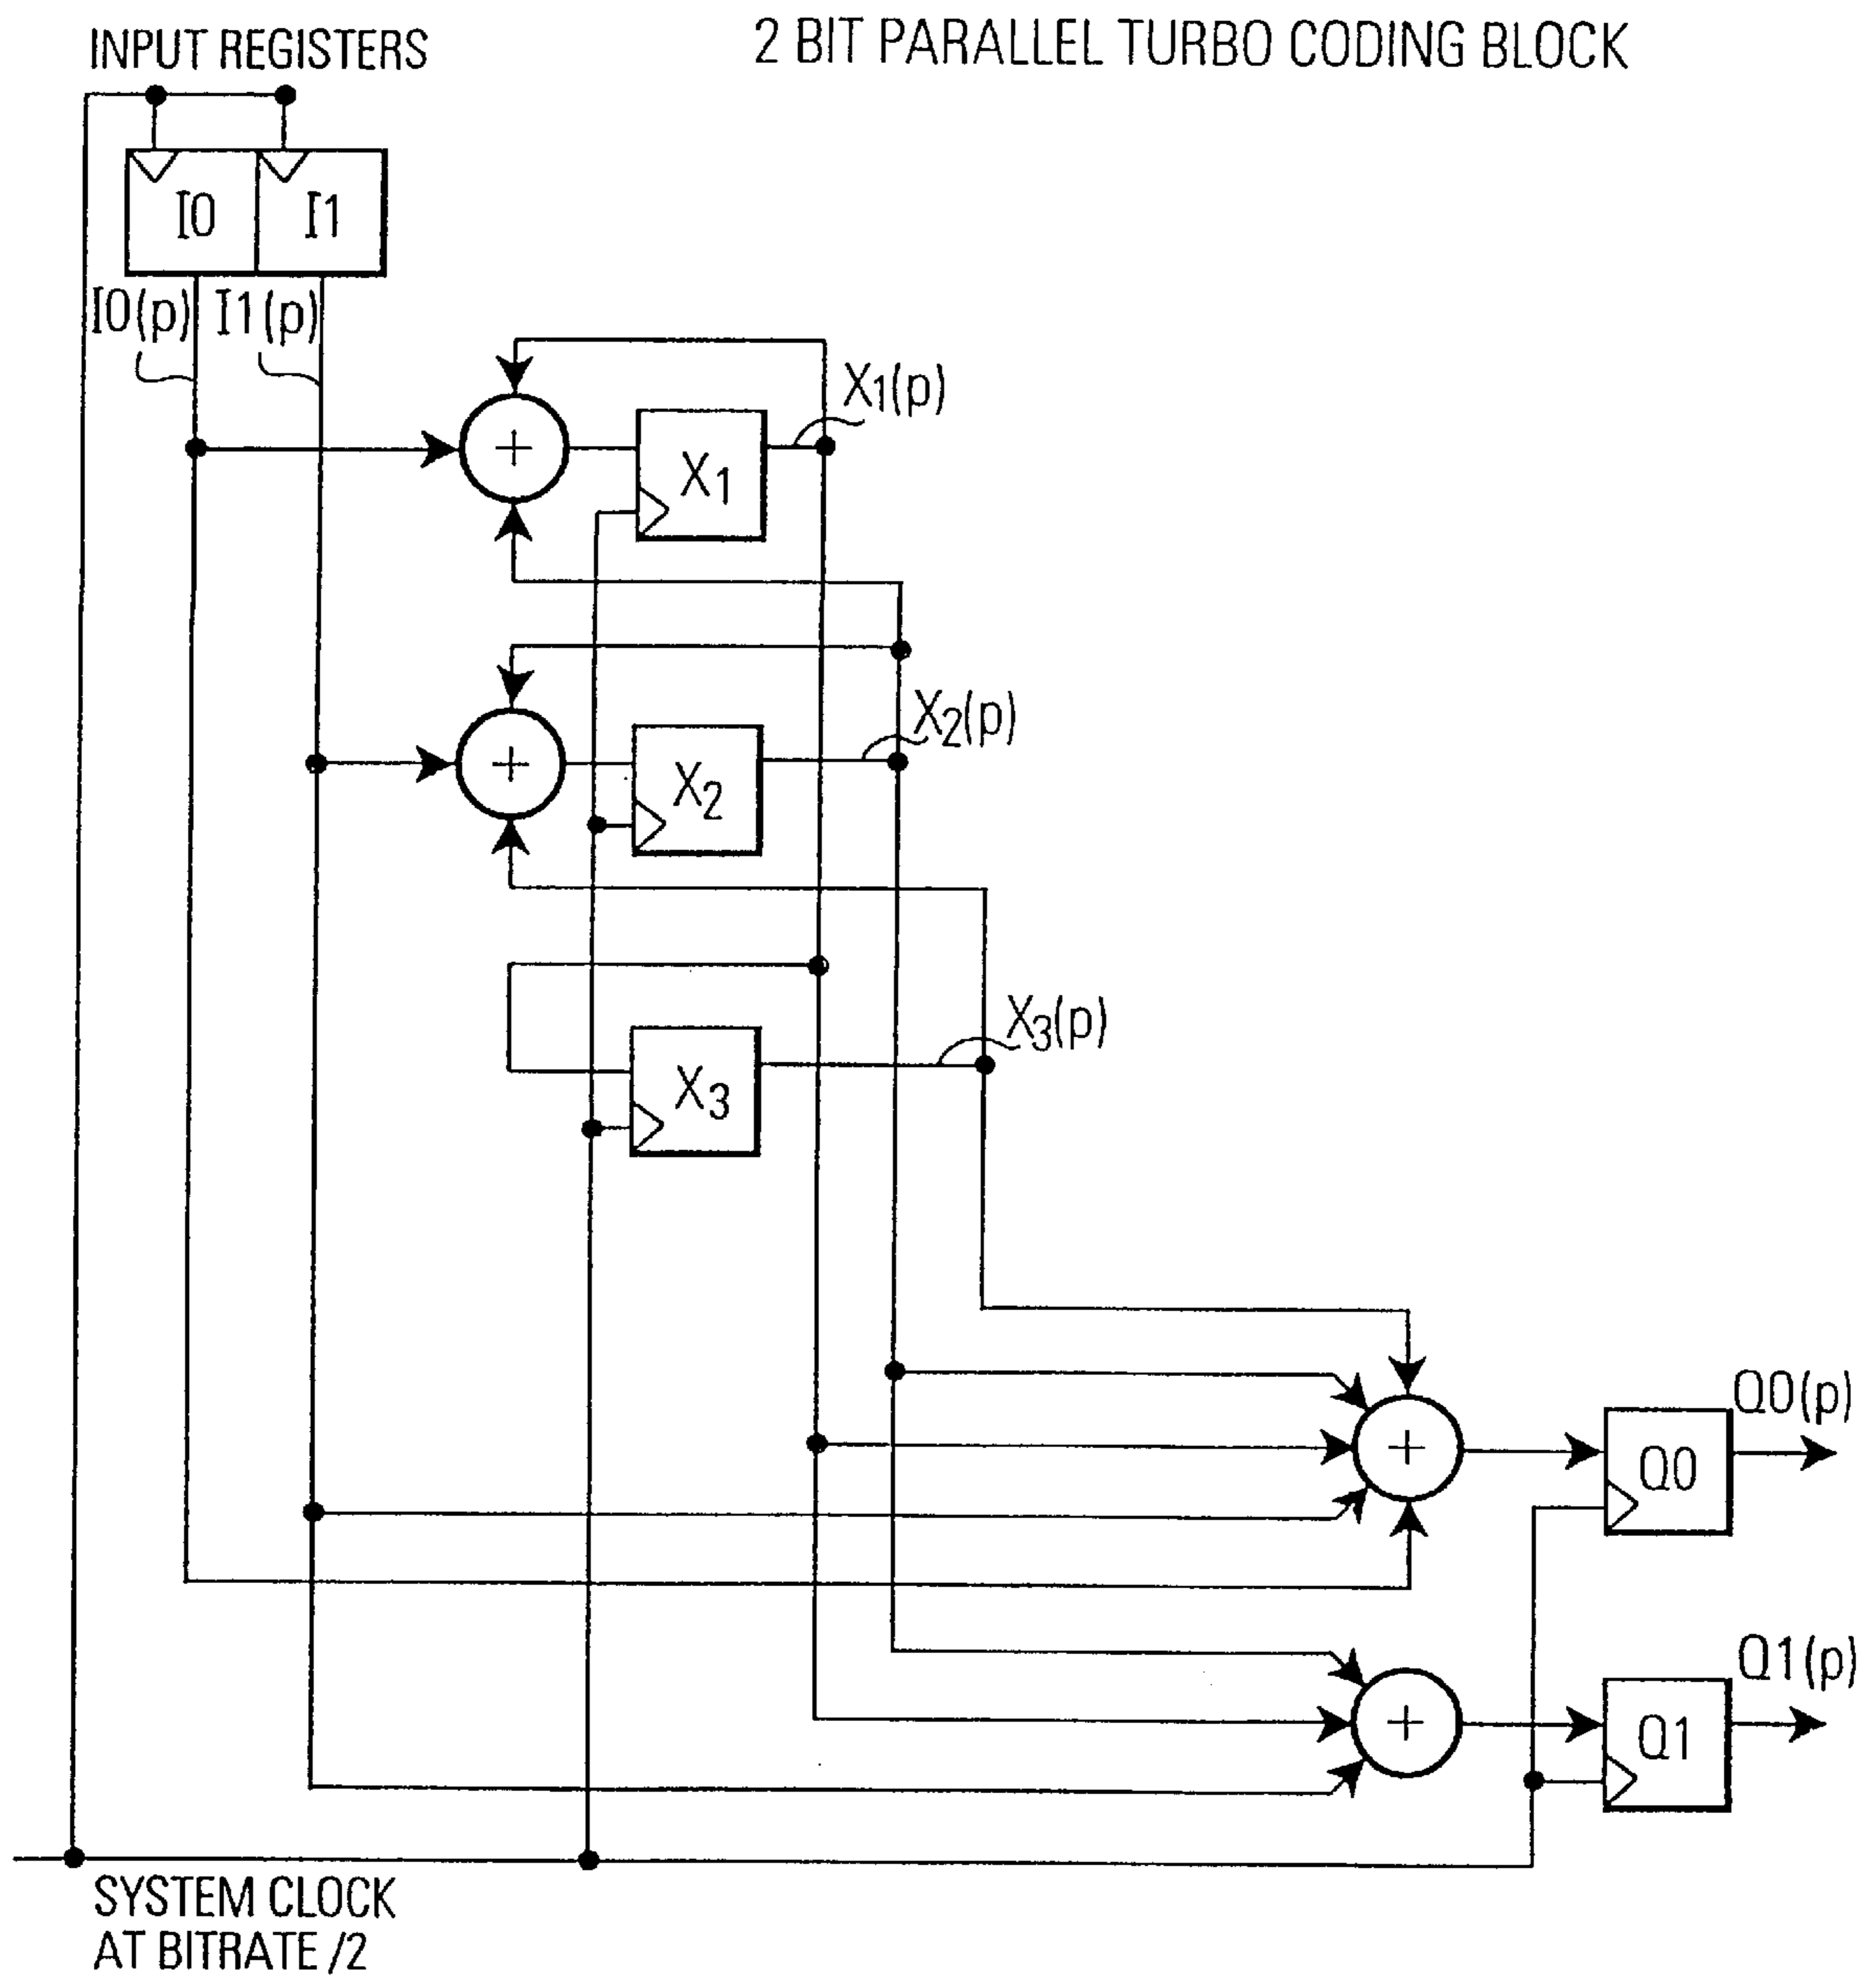 INPUT REGISTERS
2 BIT PARALLEL TURBO CODING BLOCK
I0
I1
I0(p)
I1(p)
+
X1
X1(p)
+
X2
X2(p)
X3
X3(p)
+
Q0
Q0(p)
+
Q1
Q1(p)
SYSTEM CLOCK
AT BITRATE /2